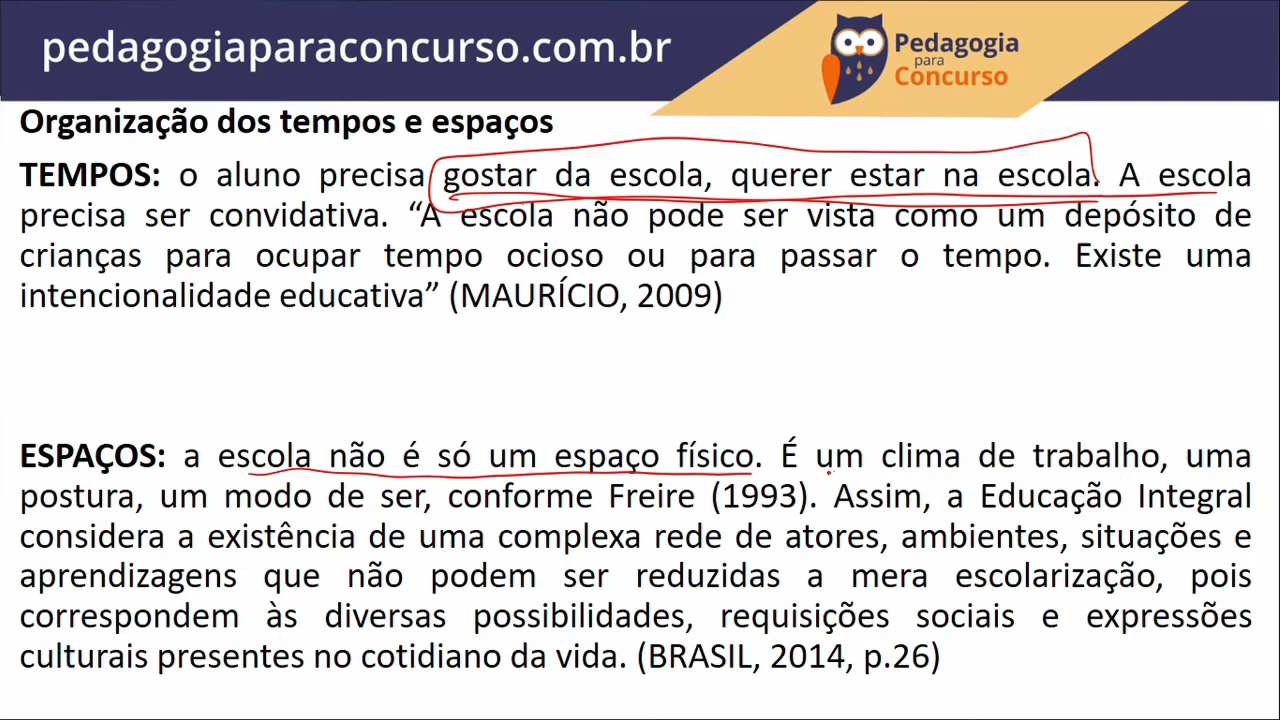 pedagogiaparaconcurso.com.br
Pedagogia
para
Concurso
Organização dos tempos e espaços
TEMPOS: o aluno precisa gostar da escola, querer estar na escola. A escola
precisa ser convidativa. “A escola não pode ser vista como um depósito de
crianças para ocupar tempo ocioso ou para passar o tempo. Existe uma
intencionalidade educativa” (MAURÍCIO, 2009)
ESPAÇOS: a escola não é só um espaço físico. É um clima de trabalho, uma
postura, um modo de ser, conforme Freire (1993). Assim, a Educação Integral
considera a existência de uma complexa rede de atores, ambientes, situações e
aprendizagens que não podem ser reduzidas a mera escolarização, pois
correspondem às diversas possibilidades, requisições sociais e expressões
culturais presentes no cotidiano da vida. (BRASIL, 2014, p.26)